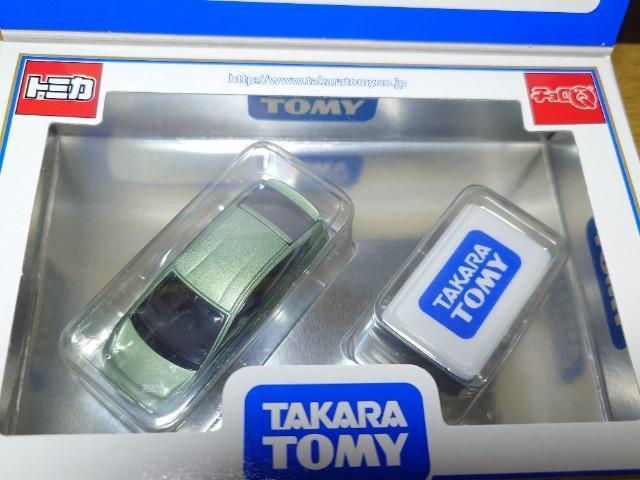 トミカ
http://www.takaratomy.co.jp
チョロQ
TOMY
TAKARA
TOMY
TAKARA
TOMY